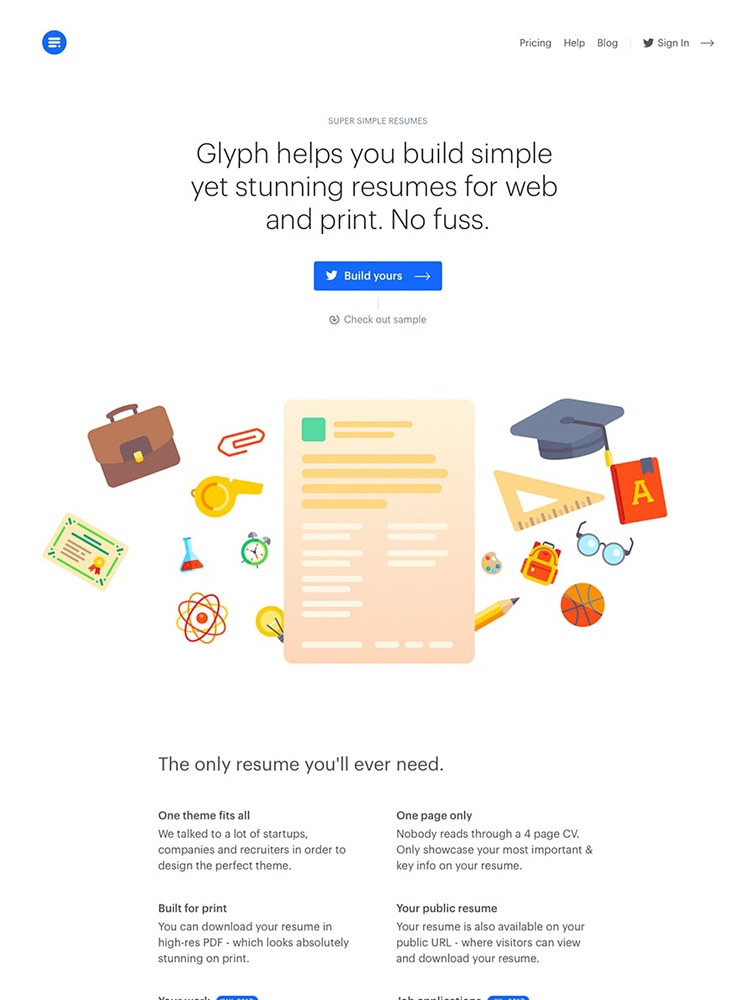 Pricing Help Blog Sign In
SUPER SIMPLE RESUMES
Glyph helps you build simple
yet stunning resumes for web
and print. No fuss.
Build yours
Check out sample
A
The only resume you'll ever need.
One theme fits all
We talked to a lot of startups,
companies and recruiters in order to
design the perfect theme.
One page only
Nobody reads through a 4 page CV.
Only showcase your most important &
key info on your resume.
Built for print
You can download your resume in
high-res PDF - which looks absolutely
stunning on print.
Your public resume
Your resume is also available on your
public URL - where visitors can view
and download your resume.
Your work
Job applications